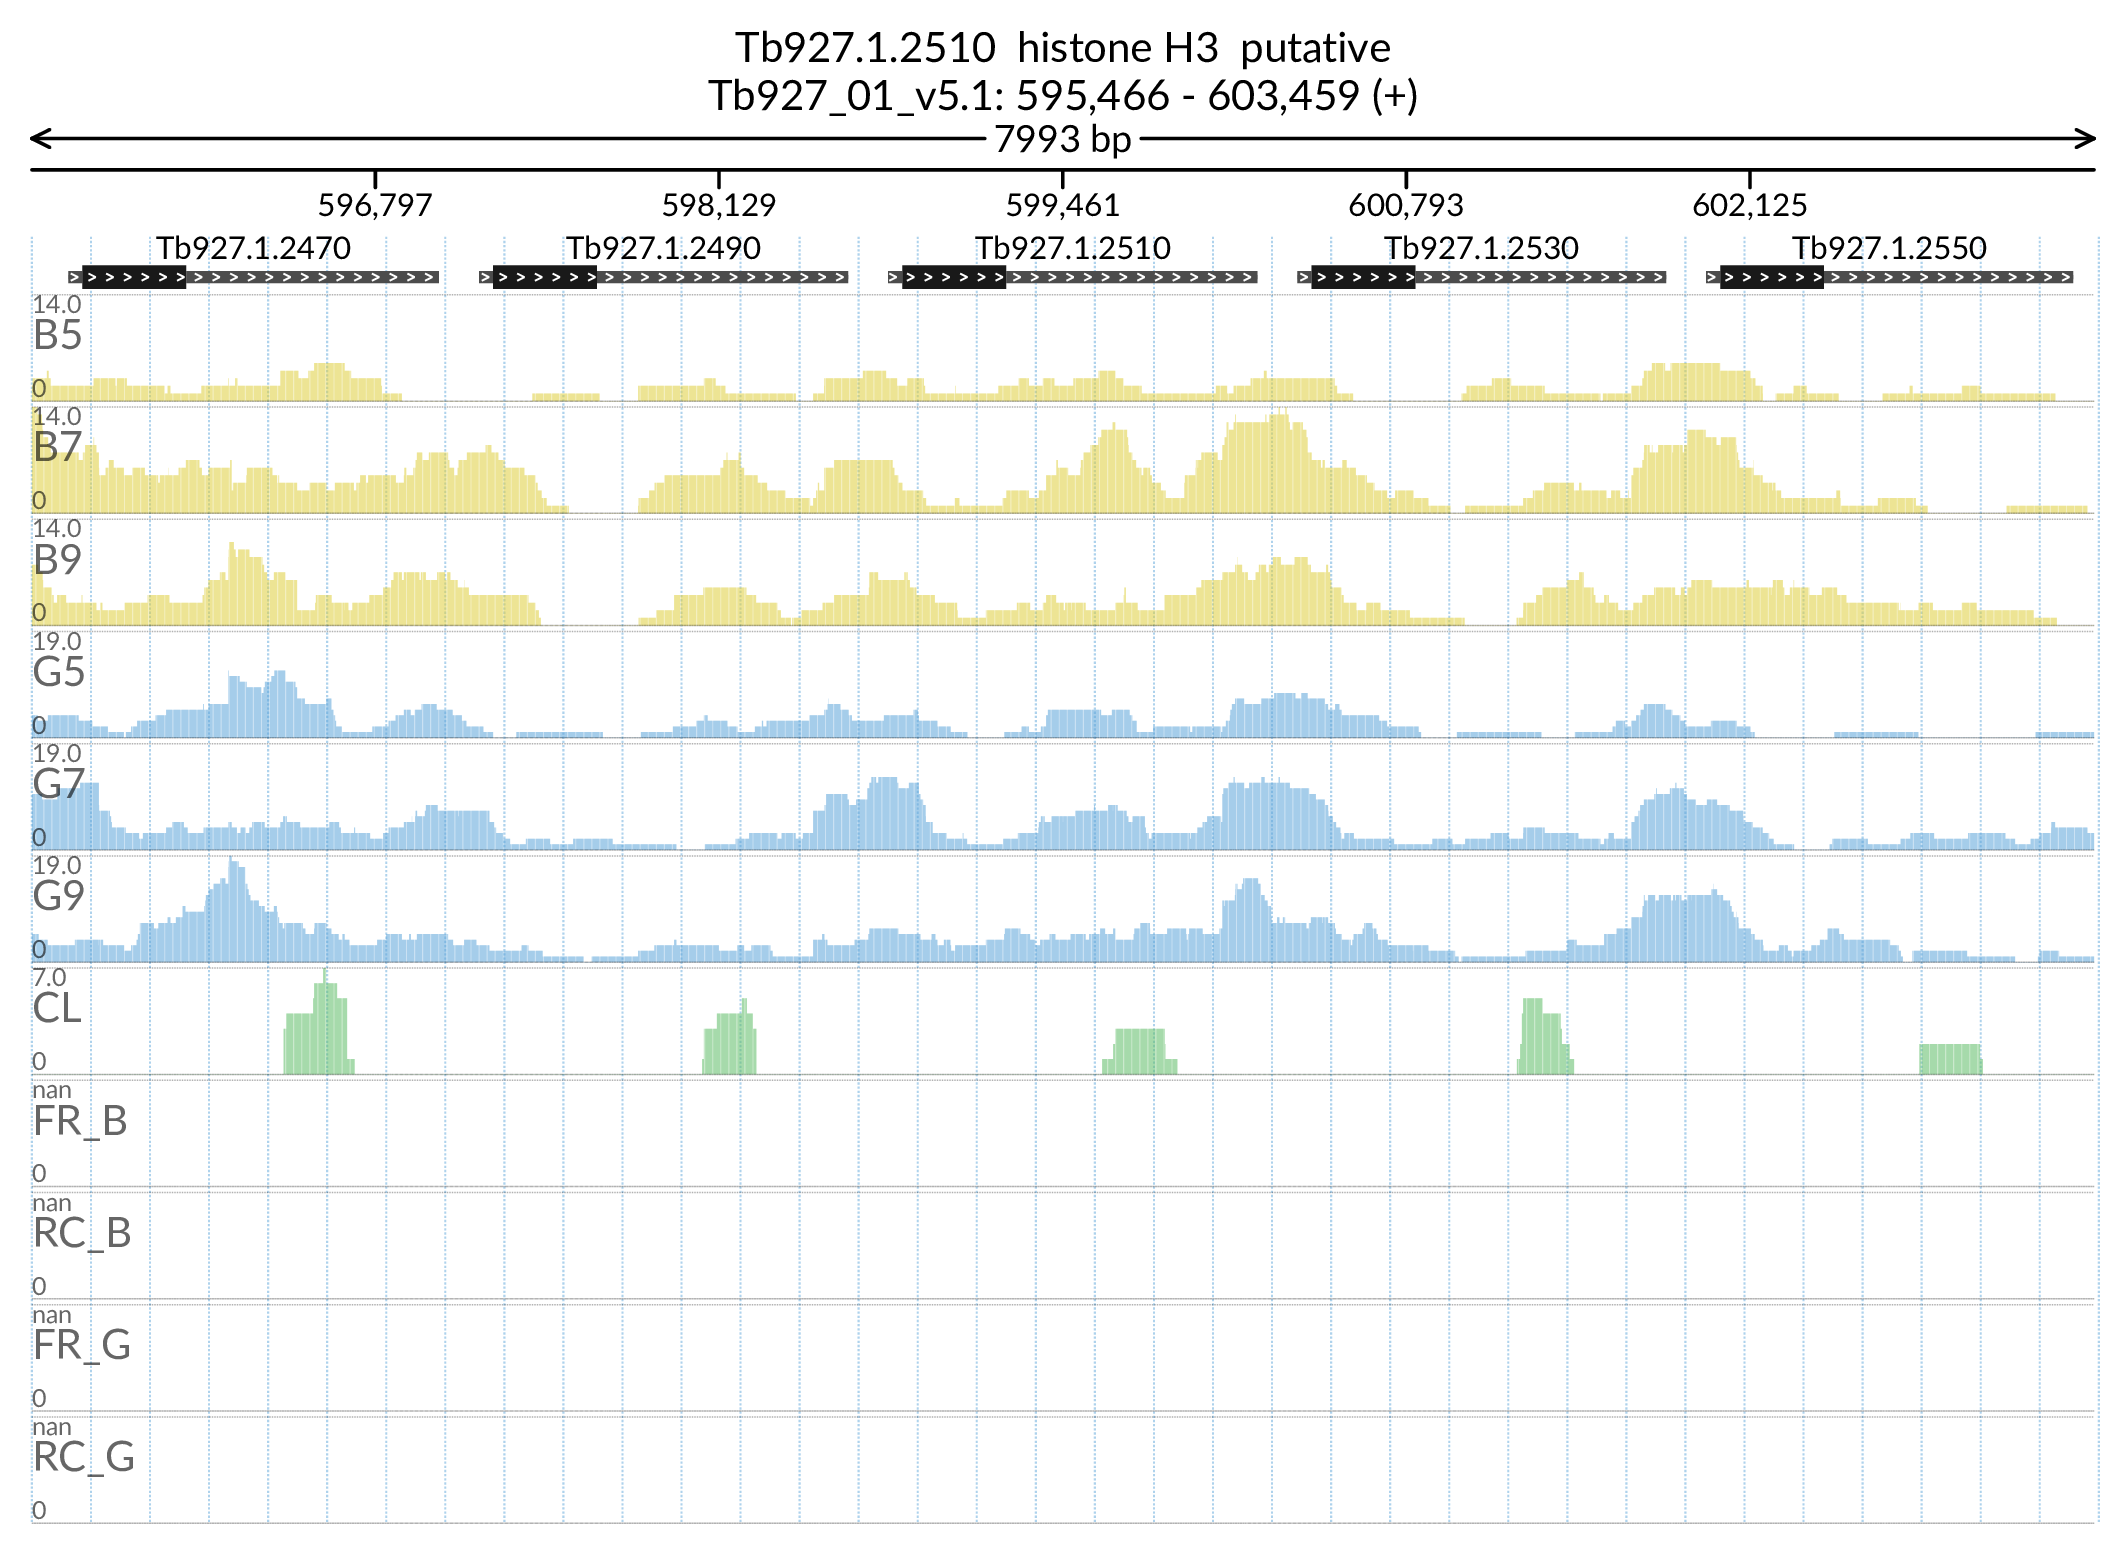 Tb927.1.2510  histone H3  putative
Tb927_01_v5.1: 595,466 - 603,459 (+)
7993 bp
596,797 598,129 599,461 600,793 602,125
Tb927.1.2470 Tb927.1.2490 Tb927.1.2510 Tb927.1.2530 Tb927.1.2550
14.0
B5
0
14.0
B7
0
14.0
B9
0
19.0
G5
0
19.0
G7
0
19.0
G9
0
7.0
CL
0
nan
FR_B
0
nan
RC_B
0
nan
FR_G
0
nan
RC_G
0